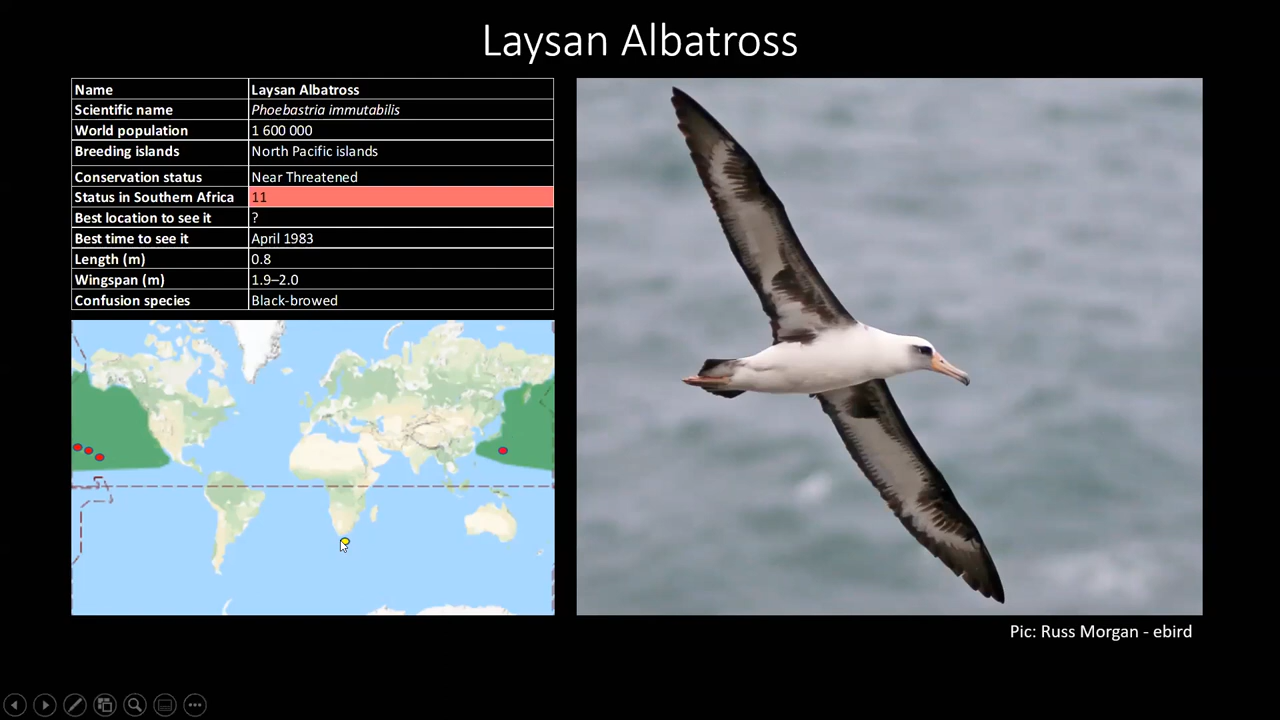 Laysan Albatross
Name Laysan Albatross
Scientific name Phoebastria immutabilis
World population 1 600 000
Breeding islands North Pacific islands
Conservation status Near Threatened
Status in Southern Africa 11
Best location to see it ?
Best time to see it April 1983
Length (m) 0.8
Wingspan (m) 1.9–2.0
Confusion species Black-browed
Pic: Russ Morgan - ebird